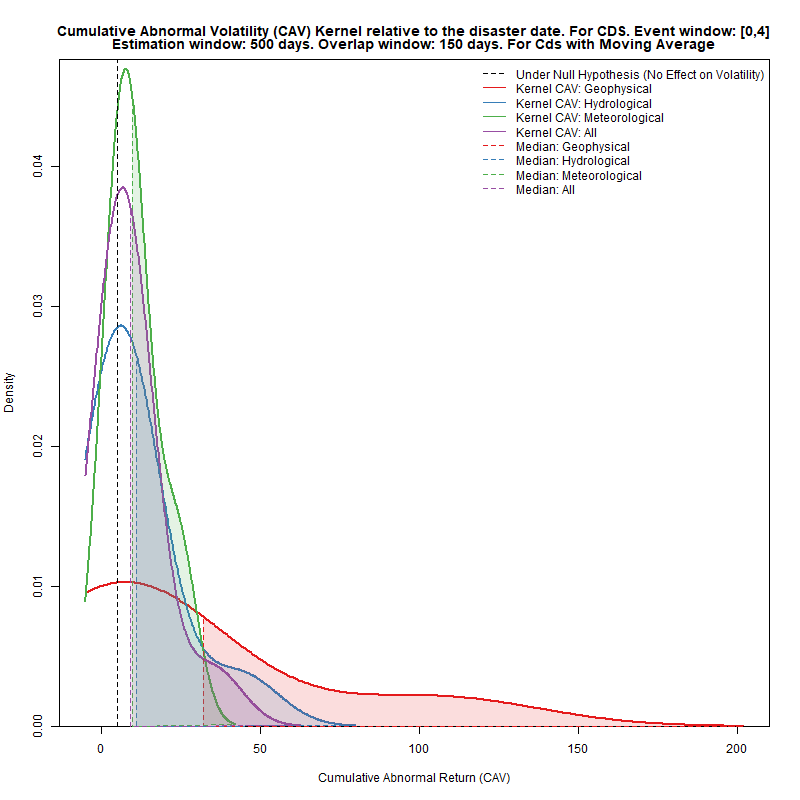 Cumulative Abnormal Volatility (CAV) Kernel relative to the disaster date. For CDS. Event window: [0,4]
Estimation window: 500 days. Overlap window: 150 days. For Cds with Moving Average
Under Null Hypothesis (No Effect on Volatility)
Kernel CAV: Geophysical
Kernel CAV: Hydrological
Kernel CAV: Meteorological
Kernel CAV: All
Median: Geophysical
Median: Hydrological
Median: Meteorological
Median: All
Density
0.04
0.03
0.02
0.01
0.00
0
50
100
150
200
Cumulative Abnormal Return (CAV)